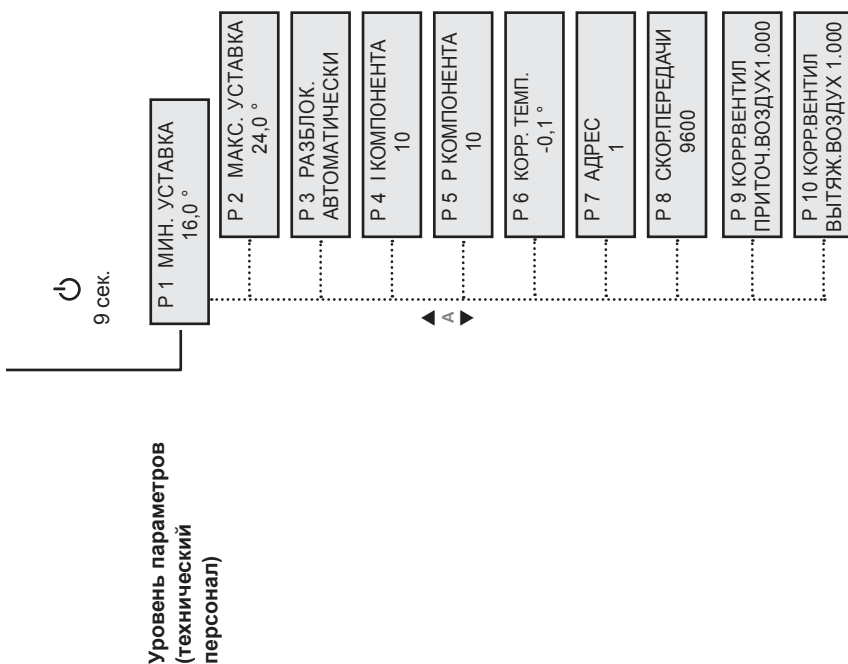 Уровень параметров
(технический
персонал)
9 сек.
P 1 МИН. УСТАВКА
16,0 °
P 2 МАКС. УСТАВКА
24,0 °
P 3 РАЗБЛОК.
АВТОМАТИЧЕСКИ
P 4 I КОМПОНЕНТА
10
P 5 P КОМПОНЕНТА
10
P 6 КОРР. ТЕМП.
-0,1 °
P 7 АДРЕС
1
P 8 СКОР.ПЕРЕДАЧИ
9600
P 9 КОРР.ВЕНТИЛ
ПРИТОЧ.ВОЗДУХ1.000
P 10 КОРР.ВЕНТИЛ
ВЫТЯЖ.ВОЗДУХ 1.000
A